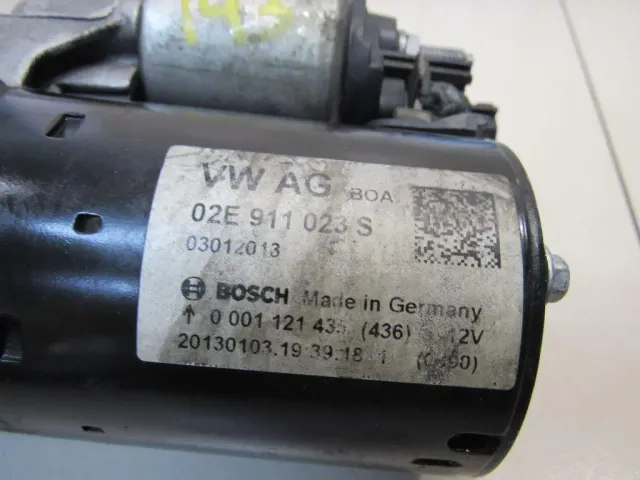 143
VW AG BOA
02E 911 023 S
03012013
BOSCH Made in Germany
↑ 0 001 121 435 (436) 12V
20130103.19 39.18